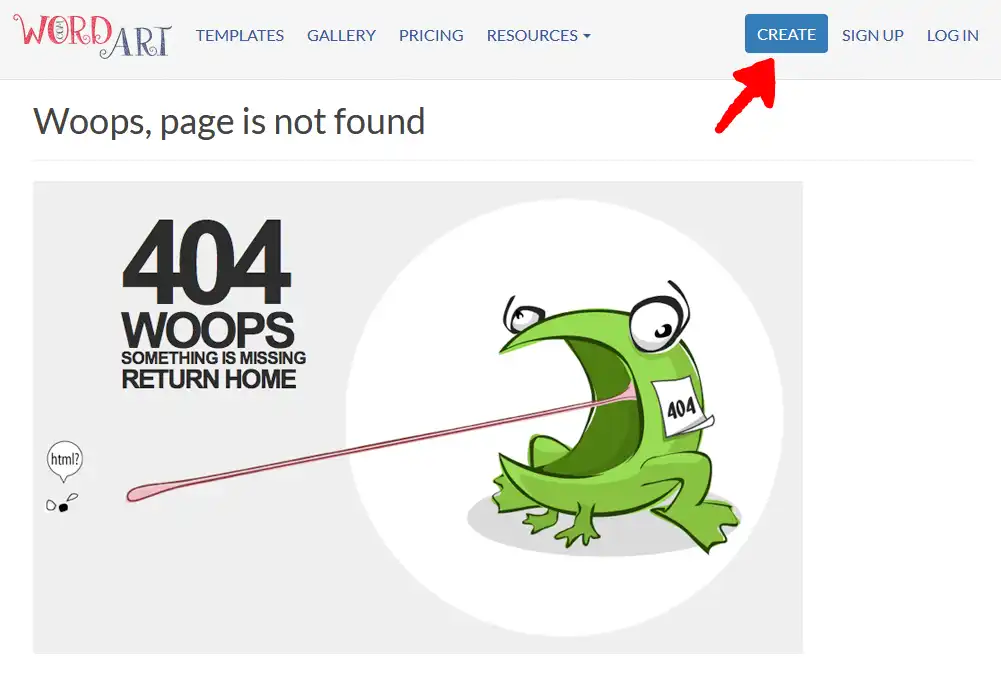 WORD ART
.COM
TEMPLATES GALLERY PRICING RESOURCES CREATE SIGN UP LOG IN
Woops, page is not found
404
WOOPS
SOMETHING IS MISSING
RETURN HOME
404
html?